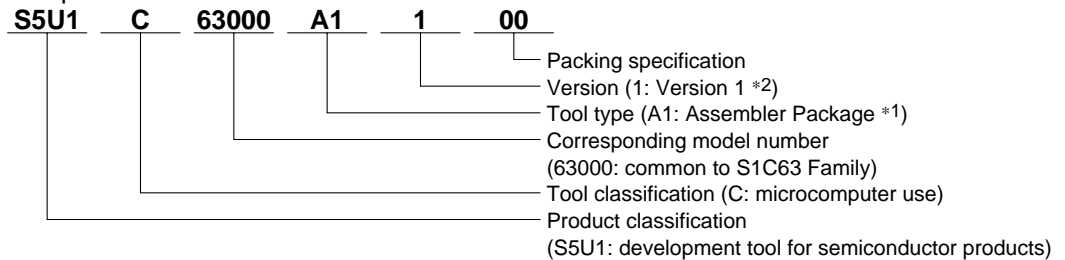 S5U1 C 63000 A1 1 00
Packing specification
Version (1: Version 1 *2)
Tool type (A1: Assembler Package *1)
Corresponding model number
(63000: common to S1C63 Family)
Tool classification (C: microcomputer use)
Product classification
(S5U1: development tool for semiconductor products)